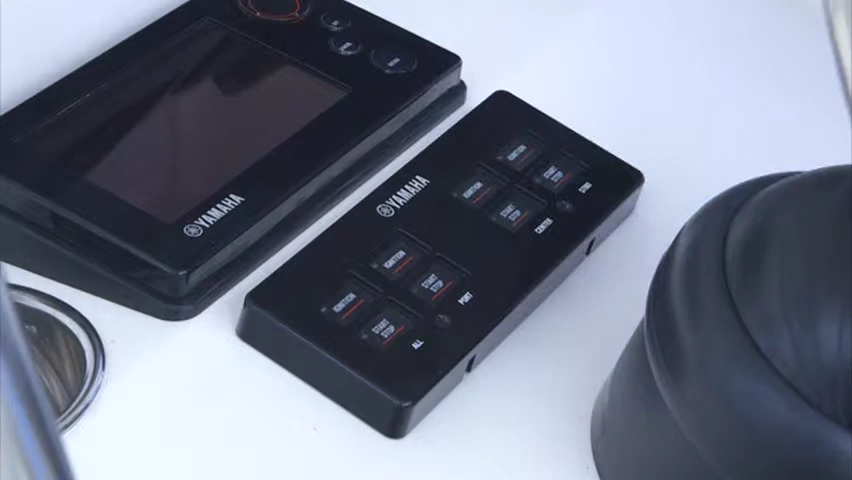 YAMAHA
YAMAHA
IGNITION
IGNITION
START
STOP
START
STOP
CENTER
STBD
IGNITION
IGNITION
START
STOP
START
STOP
PORT
ALL